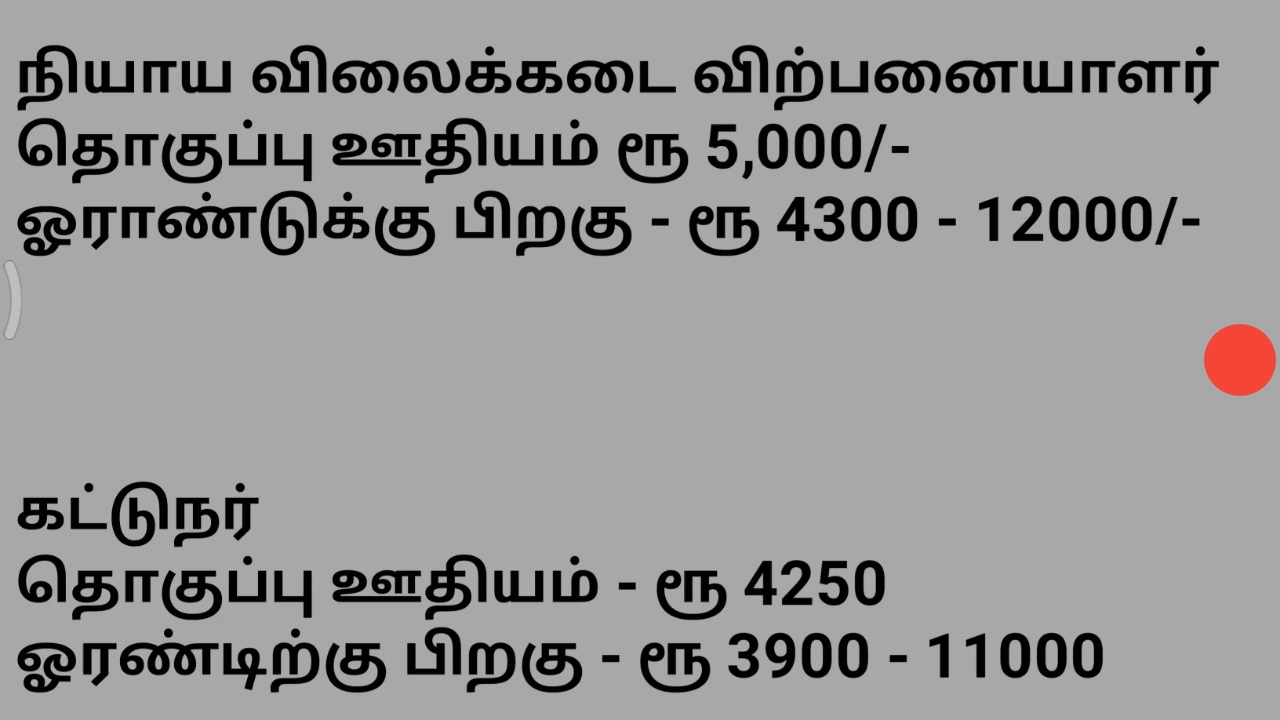 நியாய விலைக்கடை விற்பனையாளர்
தொகுப்பு ஊதியம் ரூ 5,000/-
ஓராண்டுக்கு பிறகு - ரூ 4300 - 12000/-
கட்டுநர்
தொகுப்பு ஊதியம் - ரூ 4250
ஓரண்டிற்கு பிறகு - ரூ 3900 - 11000